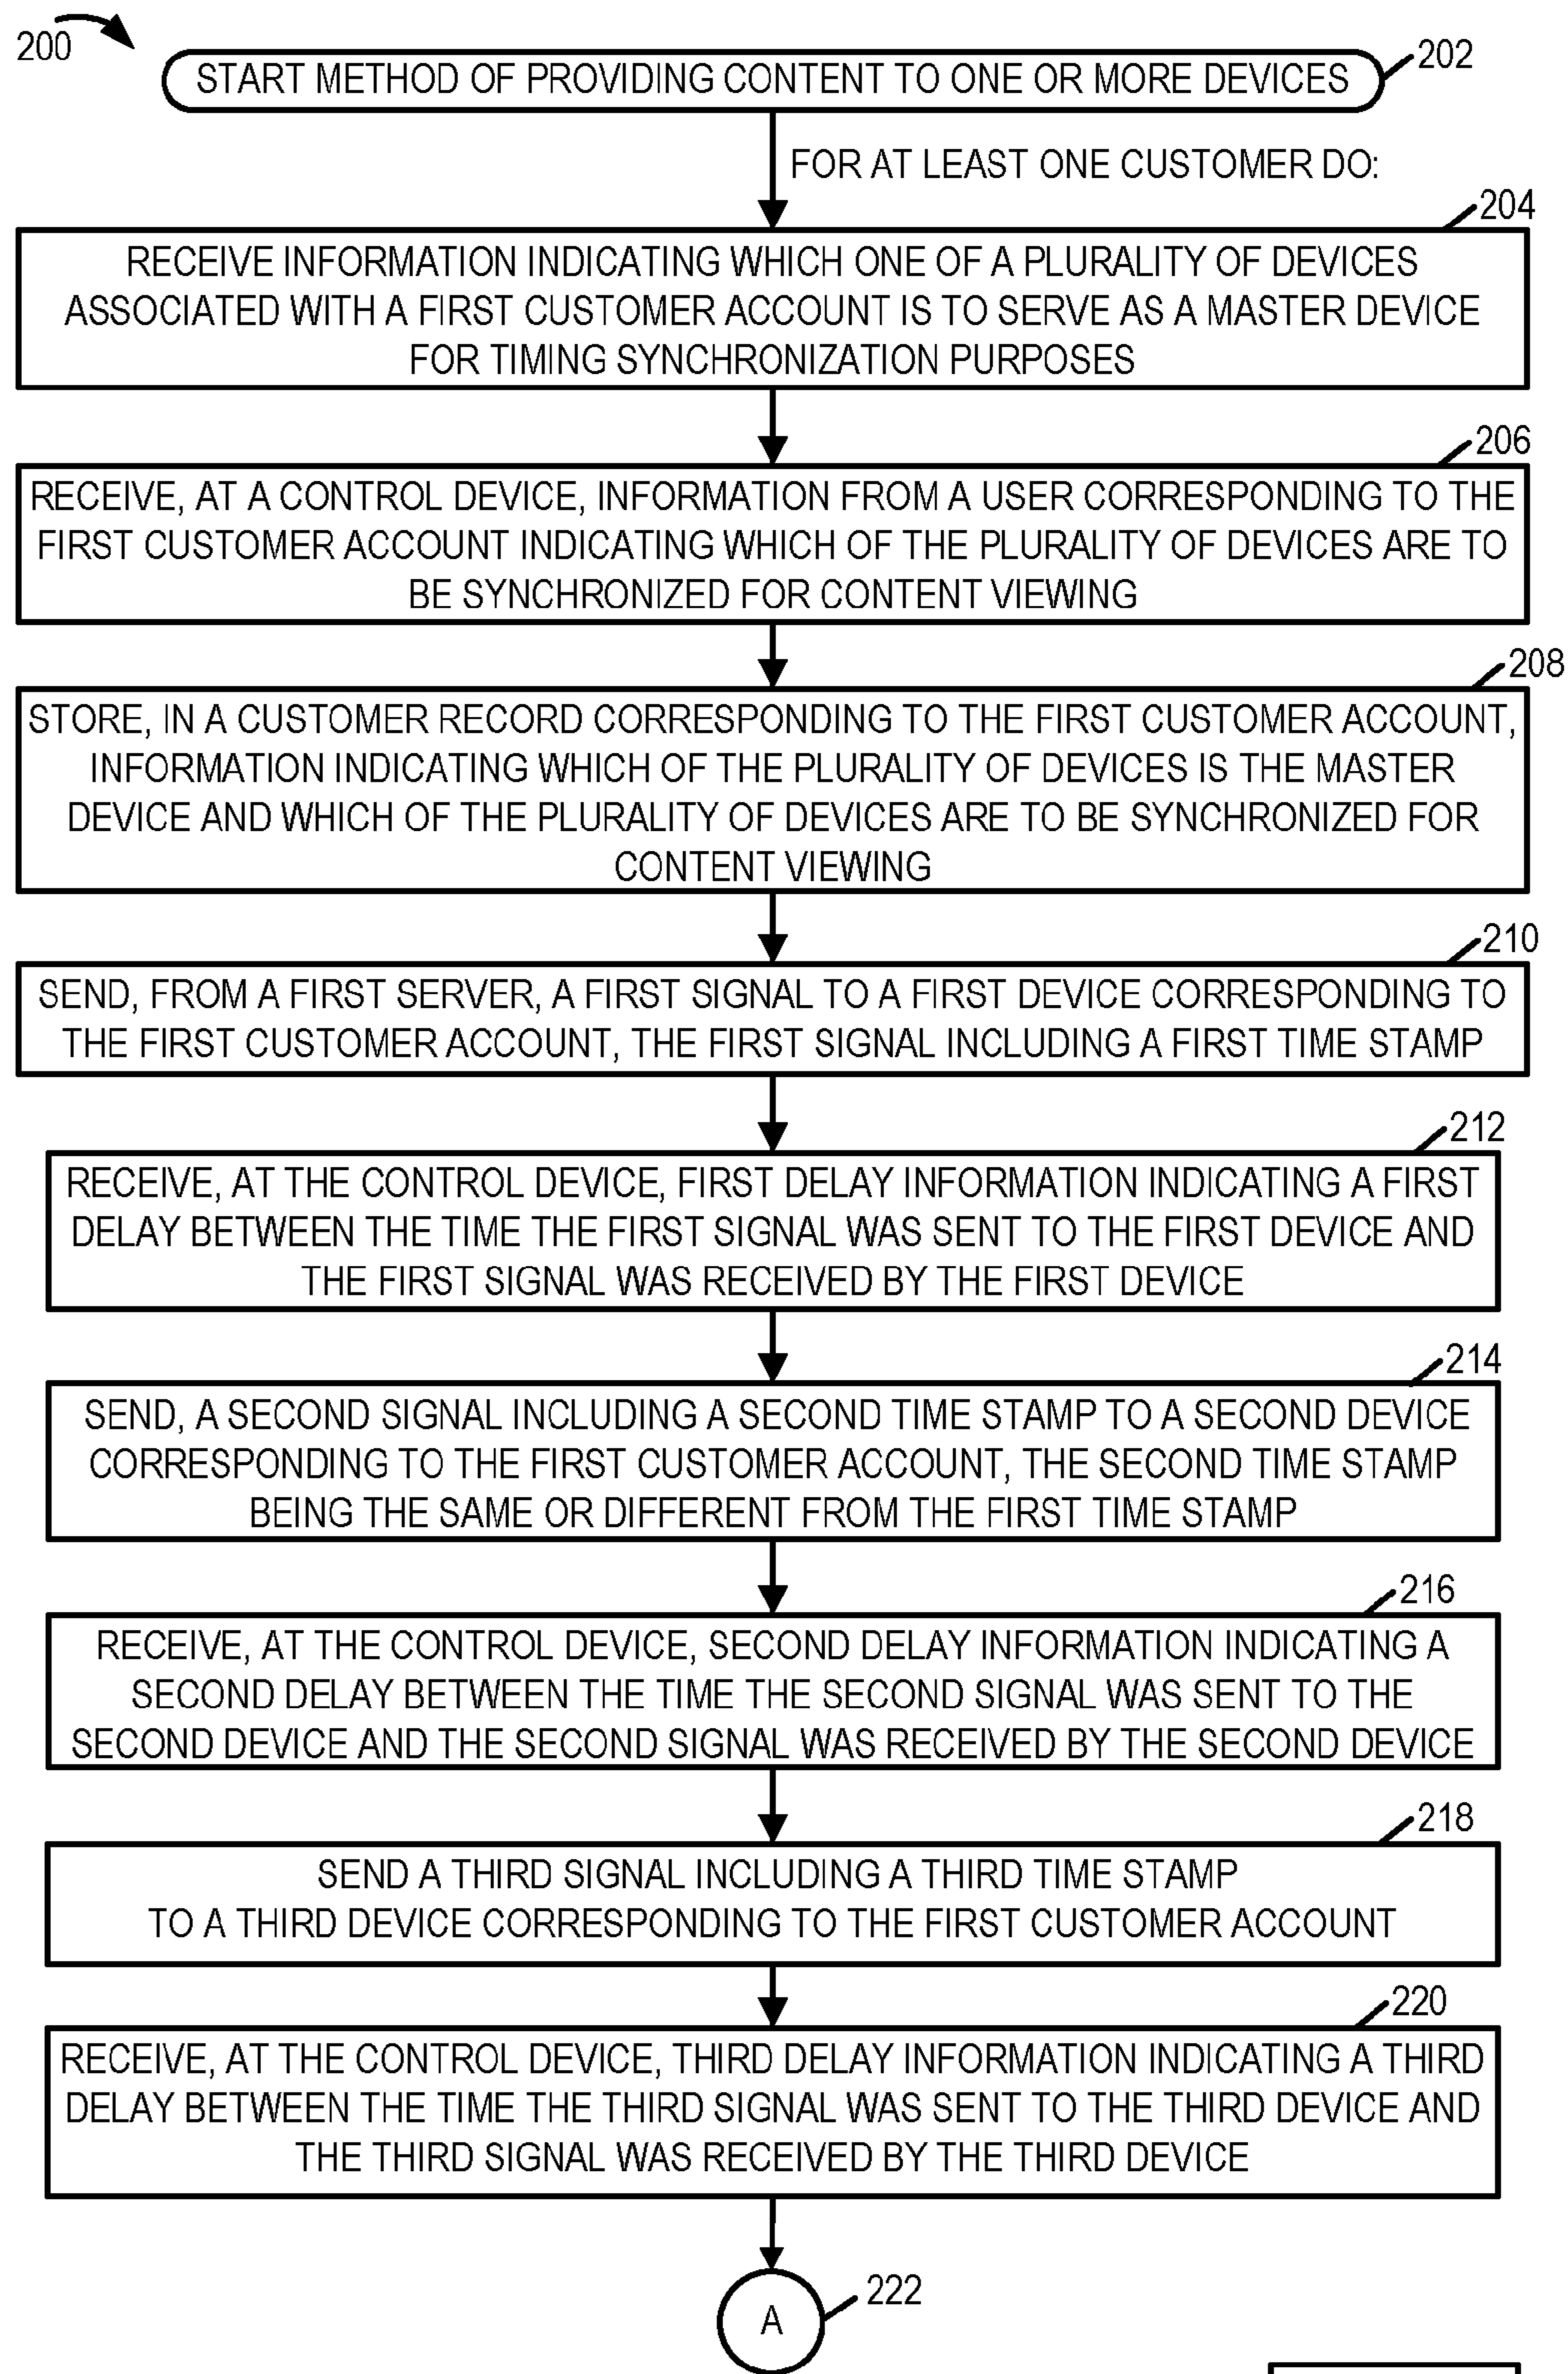 200
START METHOD OF PROVIDING CONTENT TO ONE OR MORE DEVICES
202
FOR AT LEAST ONE CUSTOMER DO:
204
RECEIVE INFORMATION INDICATING WHICH ONE OF A PLURALITY OF DEVICES
ASSOCIATED WITH A FIRST CUSTOMER ACCOUNT IS TO SERVE AS A MASTER DEVICE
FOR TIMING SYNCHRONIZATION PURPOSES
206
RECEIVE, AT A CONTROL DEVICE, INFORMATION FROM A USER CORRESPONDING TO THE
FIRST CUSTOMER ACCOUNT INDICATING WHICH OF THE PLURALITY OF DEVICES ARE TO
BE SYNCHRONIZED FOR CONTENT VIEWING
208
STORE, IN A CUSTOMER RECORD CORRESPONDING TO THE FIRST CUSTOMER ACCOUNT,
INFORMATION INDICATING WHICH OF THE PLURALITY OF DEVICES IS THE MASTER
DEVICE AND WHICH OF THE PLURALITY OF DEVICES ARE TO BE SYNCHRONIZED FOR
CONTENT VIEWING
210
SEND, FROM A FIRST SERVER, A FIRST SIGNAL TO A FIRST DEVICE CORRESPONDING TO
THE FIRST CUSTOMER ACCOUNT, THE FIRST SIGNAL INCLUDING A FIRST TIME STAMP
212
RECEIVE, AT THE CONTROL DEVICE, FIRST DELAY INFORMATION INDICATING A FIRST
DELAY BETWEEN THE TIME THE FIRST SIGNAL WAS SENT TO THE FIRST DEVICE AND
THE FIRST SIGNAL WAS RECEIVED BY THE FIRST DEVICE
214
SEND, A SECOND SIGNAL INCLUDING A SECOND TIME STAMP TO A SECOND DEVICE
CORRESPONDING TO THE FIRST CUSTOMER ACCOUNT, THE SECOND TIME STAMP
BEING THE SAME OR DIFFERENT FROM THE FIRST TIME STAMP
216
RECEIVE, AT THE CONTROL DEVICE, SECOND DELAY INFORMATION INDICATING A
SECOND DELAY BETWEEN THE TIME THE SECOND SIGNAL WAS SENT TO THE
SECOND DEVICE AND THE SECOND SIGNAL WAS RECEIVED BY THE SECOND DEVICE
218
SEND A THIRD SIGNAL INCLUDING A THIRD TIME STAMP
TO A THIRD DEVICE CORRESPONDING TO THE FIRST CUSTOMER ACCOUNT
220
RECEIVE, AT THE CONTROL DEVICE, THIRD DELAY INFORMATION INDICATING A THIRD
DELAY BETWEEN THE TIME THE THIRD SIGNAL WAS SENT TO THE THIRD DEVICE AND
THE THIRD SIGNAL WAS RECEIVED BY THE THIRD DEVICE
A
222